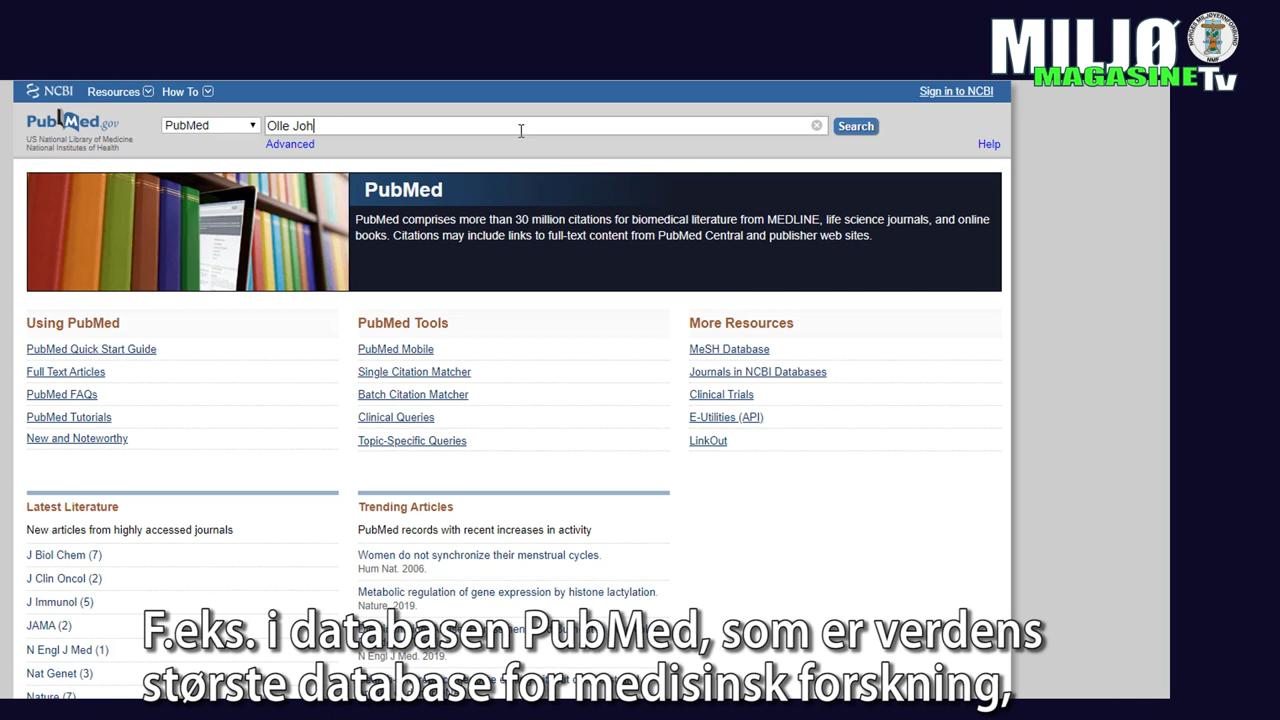 MILJØ
MAGASINE Tv
NORGES MILJØVERNFORBUND
NMF
NCBI Resources How To Sign in to NCBI
PubMed.gov
US National Library of Medicine
National Institutes of Health
PubMed Olle Joh Search
Advanced Help
PubMed
PubMed comprises more than 30 million citations for biomedical literature from MEDLINE, life science journals, and online
books. Citations may include links to full-text content from PubMed Central and publisher web sites.
Using PubMed
PubMed Quick Start Guide
Full Text Articles
PubMed FAQs
PubMed Tutorials
New and Noteworthy
PubMed Tools
PubMed Mobile
Single Citation Matcher
Batch Citation Matcher
Clinical Queries
Topic-Specific Queries
More Resources
MeSH Database
Journals in NCBI Databases
Clinical Trials
E-Utilities (API)
LinkOut
Latest Literature
New articles from highly accessed journals
J Biol Chem (7)
J Clin Oncol (2)
J Immunol (5)
JAMA (2)
N Engl J Med (1)
Nat Genet (3)
Nature (7)
Trending Articles
PubMed records with recent increases in activity
Women do not synchronize their menstrual cycles.
Hum Nat. 2006.
Metabolic regulation of gene expression by histone lactylation.
Nature. 2019.
N Engl J Med. 2019.
F.eks. i databasen PubMed, som er verdens
største database for medisinsk forskning,